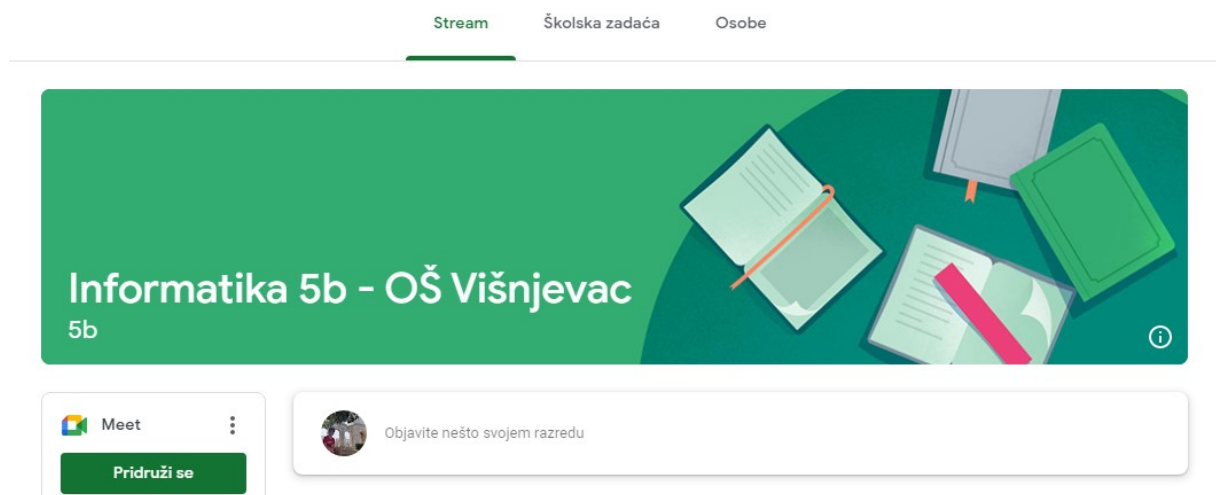 Stream Školska zadaća Osobe
Informatika 5b - OŠ Višnjevac
5b
Meet
Pridruži se
Objavite nešto svojem razredu